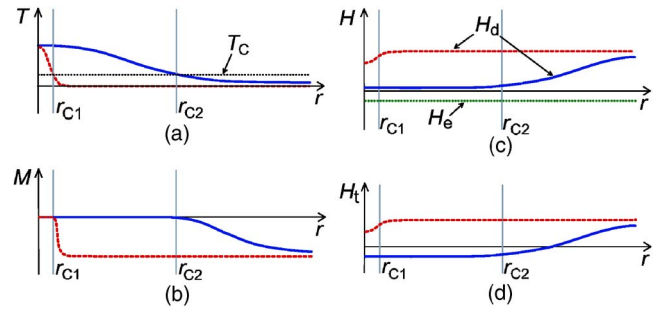 T
T_C
r
r_C1
r_C2
(a)
H
H_d
r
r_C1
H_e
r_C2
(c)
M
r
r_C1
r_C2
(b)
H_t
r
r_C1
r_C2
(d)